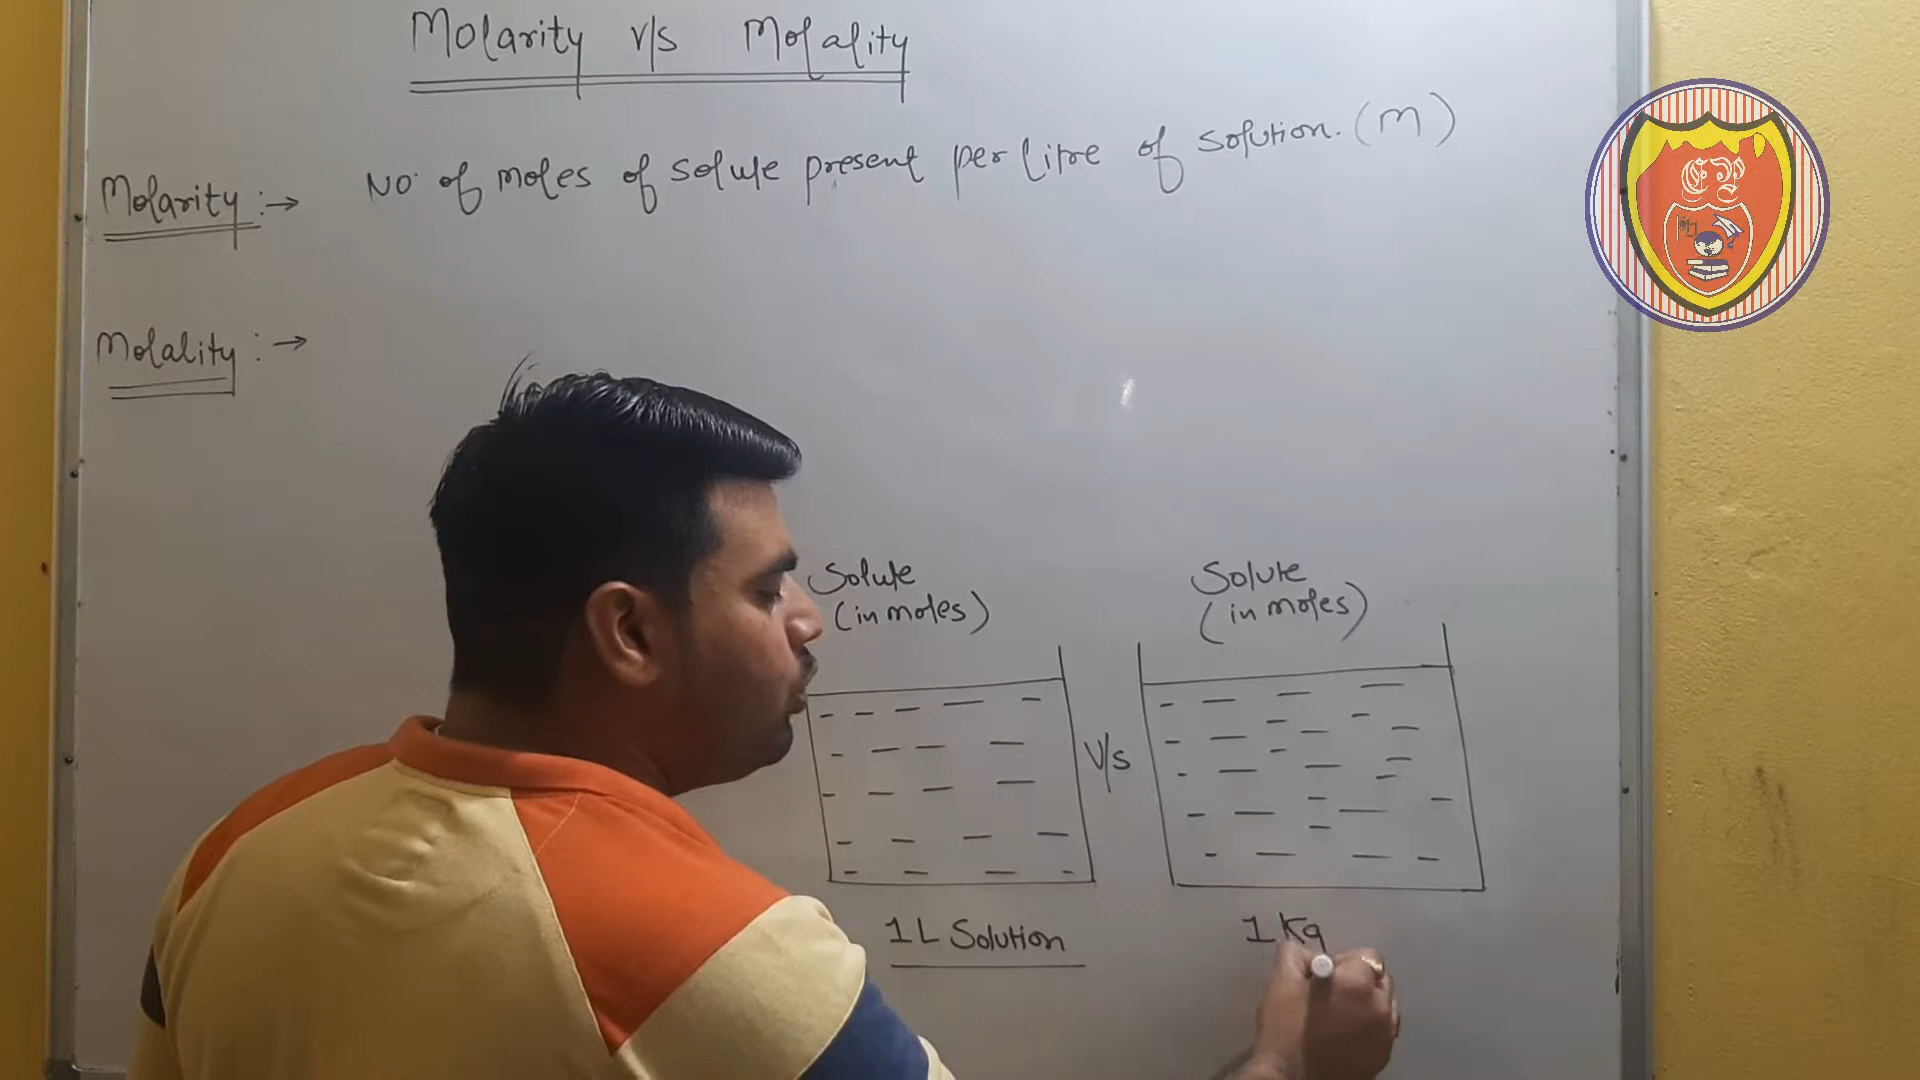 Molarity v/s Molality
Molarity :→ No. of moles of solute present per litre of solution. (M)
Molality :→
Solute
(in moles)
Solute
(in moles)
V/s
1 L Solution
1 Kg
CP